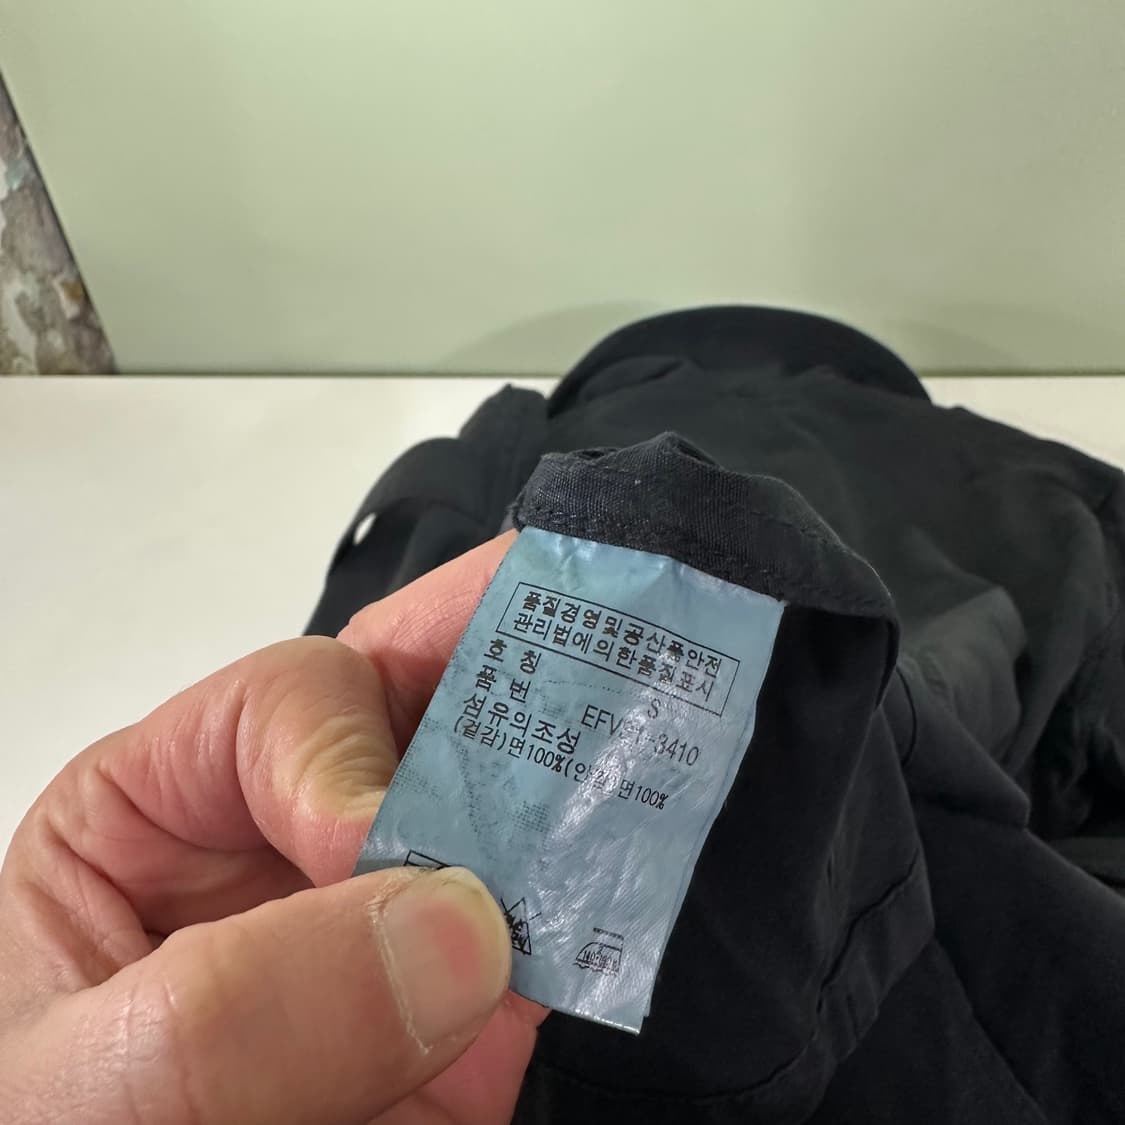 품질경영및공산품안전
관리법에의한품질표시
호 칭 S
품 번 -3410
섬유의조성
(겉감)면100% 면100%